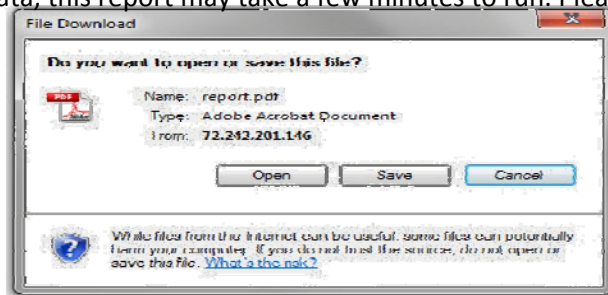 ata, this report may take a few minutes to run. Plea
File Download
Do you want to open or save this file?
PDF
Name: report.pdf
Type: Adobe Acrobat Document
From: 72.242.201.146
Open Save Cancel
While files from the Internet can be useful, some files can potentially
harm your computer. If you do not trust the source, do not open or
save this file. What's the risk?